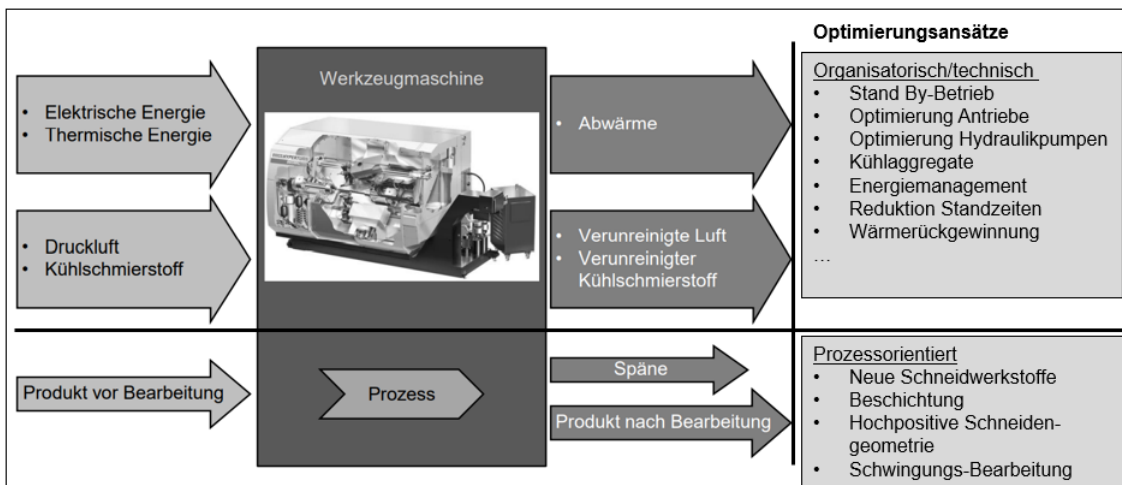 Optimierungsansätze
Werkzeugmaschine
• Elektrische Energie
• Thermische Energie
• Abwärme
Organisatorisch/technisch
• Stand By-Betrieb
• Optimierung Antriebe
• Optimierung Hydraulikpumpen
• Kühlaggregate
• Energiemanagement
• Reduktion Standzeiten
• Wärmerückgewinnung
…
• Druckluft
• Kühlschmierstoff
• Verunreinigte Luft
• Verunreinigter
Kühlschmierstoff
Produkt vor Bearbeitung
Prozess
Späne
Produkt nach Bearbeitung
Prozessorientiert
• Neue Schneidwerkstoffe
• Beschichtung
• Hochpositive Schneiden-
geometrie
• Schwingungs-Bearbeitung